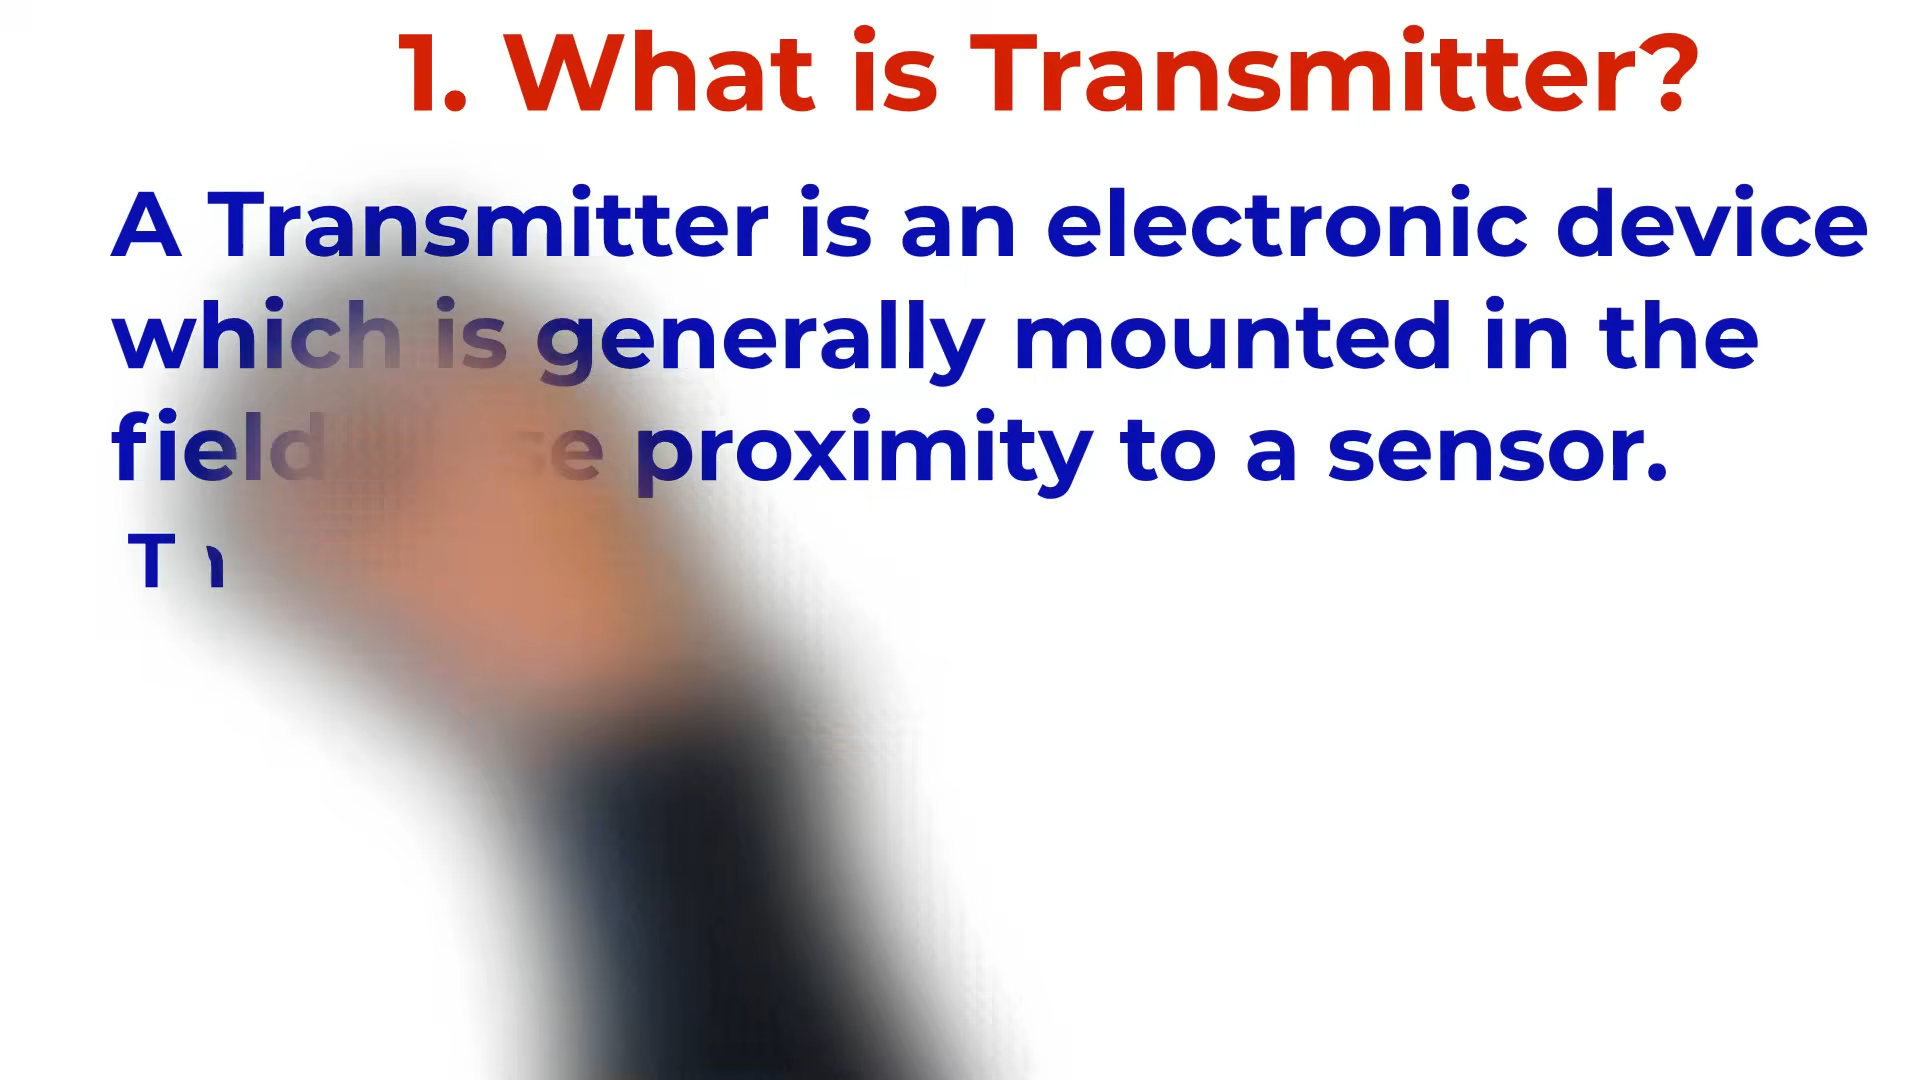 1. What is Transmitter?
A Transmitter is an electronic device
which is generally mounted in the
field proximity to a sensor.